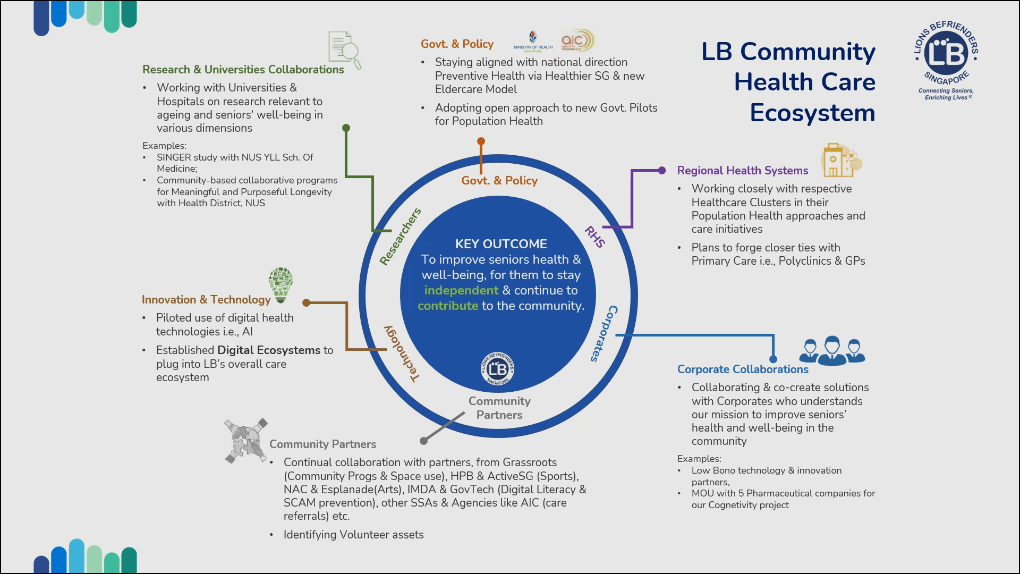 LB Community
Health Care
Ecosystem
LIONS BEFRIENDERS
LB
SINGAPORE
Connecting Seniors,
Enriching Lives®
Research & Universities Collaborations
• Working with Universities &
Hospitals on research relevant to
ageing and seniors' well-being in
various dimensions
Examples:
• SINGER study with NUS YLL Sch. Of
Medicine;
• Community-based collaborative programs
for Meaningful and Purposeful Longevity
with Health District, NUS
Govt. & Policy
MINISTRY OF HEALTH
aic
• Staying aligned with national direction
Preventive Health via Healthier SG & new
Eldercare Model
• Adopting open approach to new Govt. Pilots
for Population Health
Regional Health Systems
• Working closely with respective
Healthcare Clusters in their
Population Health approaches and
care initiatives
• Plans to forge closer ties with
Primary Care i.e., Polyclinics & GPs
Govt. & Policy
Researchers
RHS
Technology
Corporates
Community
Partners
KEY OUTCOME
To improve seniors health &
well-being, for them to stay
independent & continue to
contribute to the community.
LIONS BEFRIENDERS
LB
SINGAPORE
Innovation & Technology
• Piloted use of digital health
technologies i.e., AI
• Established Digital Ecosystems to
plug into LB's overall care
ecosystem
Corporate Collaborations
• Collaborating & co-create solutions
with Corporates who understands
our mission to improve seniors'
health and well-being in the
community
Examples:
• Low Bono technology & innovation
partners,
• MOU with 5 Pharmaceutical companies for
our Cognetivity project
Community Partners
• Continual collaboration with partners, from Grassroots
(Community Progs & Space use), HPB & ActiveSG (Sports),
NAC & Esplanade(Arts), IMDA & GovTech (Digital Literacy &
SCAM prevention), other SSAs & Agencies like AIC (care
referrals) etc.
• Identifying Volunteer assets